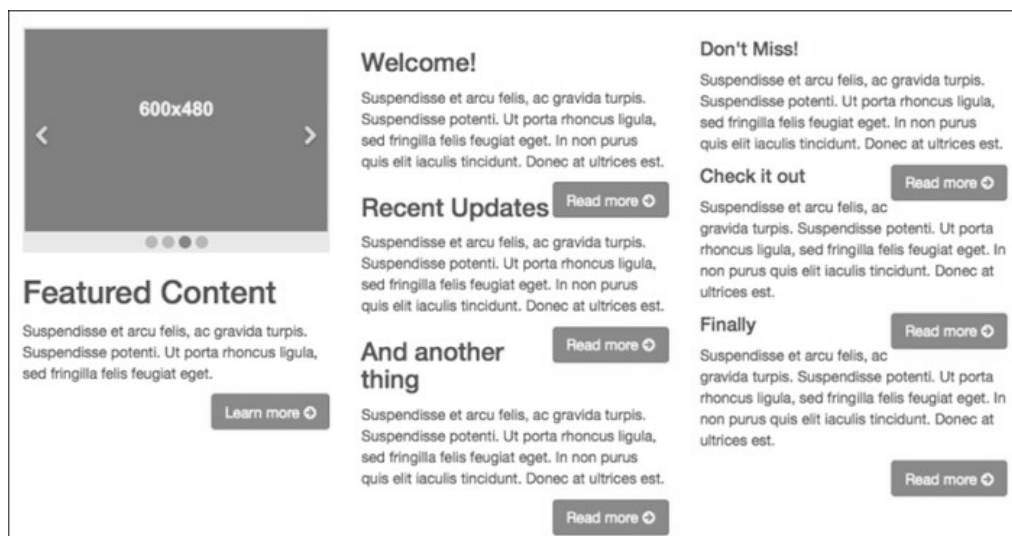 600x480
Featured Content
Suspendisse et arcu felis, ac gravida turpis.
Suspendisse potenti. Ut porta rhoncus ligula,
sed fringilla felis feugiat eget.
Learn more
Welcome!
Suspendisse et arcu felis, ac gravida turpis.
Suspendisse potenti. Ut porta rhoncus ligula,
sed fringilla felis feugiat eget. In non purus
quis elit iaculis tincidunt. Donec at ultrices est.
Read more
Recent Updates
Suspendisse et arcu felis, ac gravida turpis.
Suspendisse potenti. Ut porta rhoncus ligula,
sed fringilla felis feugiat eget. In non purus
quis elit iaculis tincidunt. Donec at ultrices est.
Read more
And another
thing
Suspendisse et arcu felis, ac gravida turpis.
Suspendisse potenti. Ut porta rhoncus ligula,
sed fringilla felis feugiat eget. In non purus
quis elit iaculis tincidunt. Donec at ultrices est.
Read more
Don't Miss!
Suspendisse et arcu felis, ac gravida turpis.
Suspendisse potenti. Ut porta rhoncus ligula,
sed fringilla felis feugiat eget. In non purus
quis elit iaculis tincidunt. Donec at ultrices est.
Read more
Check it out
Suspendisse et arcu felis, ac
gravida turpis. Suspendisse potenti. Ut porta
rhoncus ligula, sed fringilla felis feugiat eget. In
non purus quis elit iaculis tincidunt. Donec at
ultrices est.
Read more
Finally
Suspendisse et arcu felis, ac
gravida turpis. Suspendisse potenti. Ut porta
rhoncus ligula, sed fringilla felis feugiat eget. In
non purus quis elit iaculis tincidunt. Donec at
ultrices est.
Read more